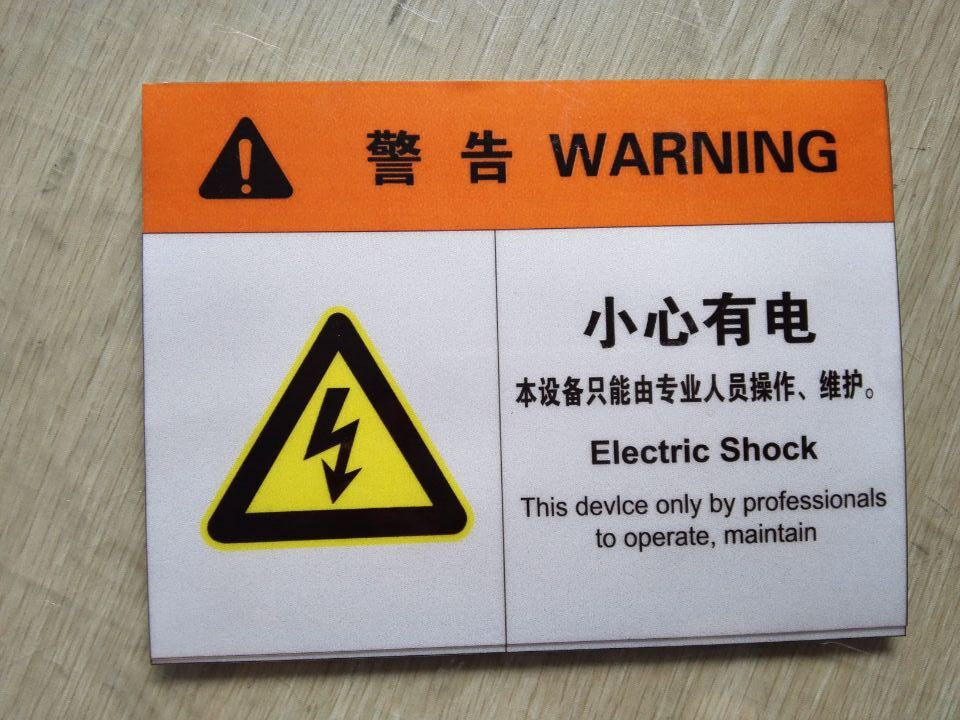 警 告 WARNING
小心有电
本设备只能由专业人员操作、维护。
Electric Shock
This devlce only by professionals
to operate, maintain